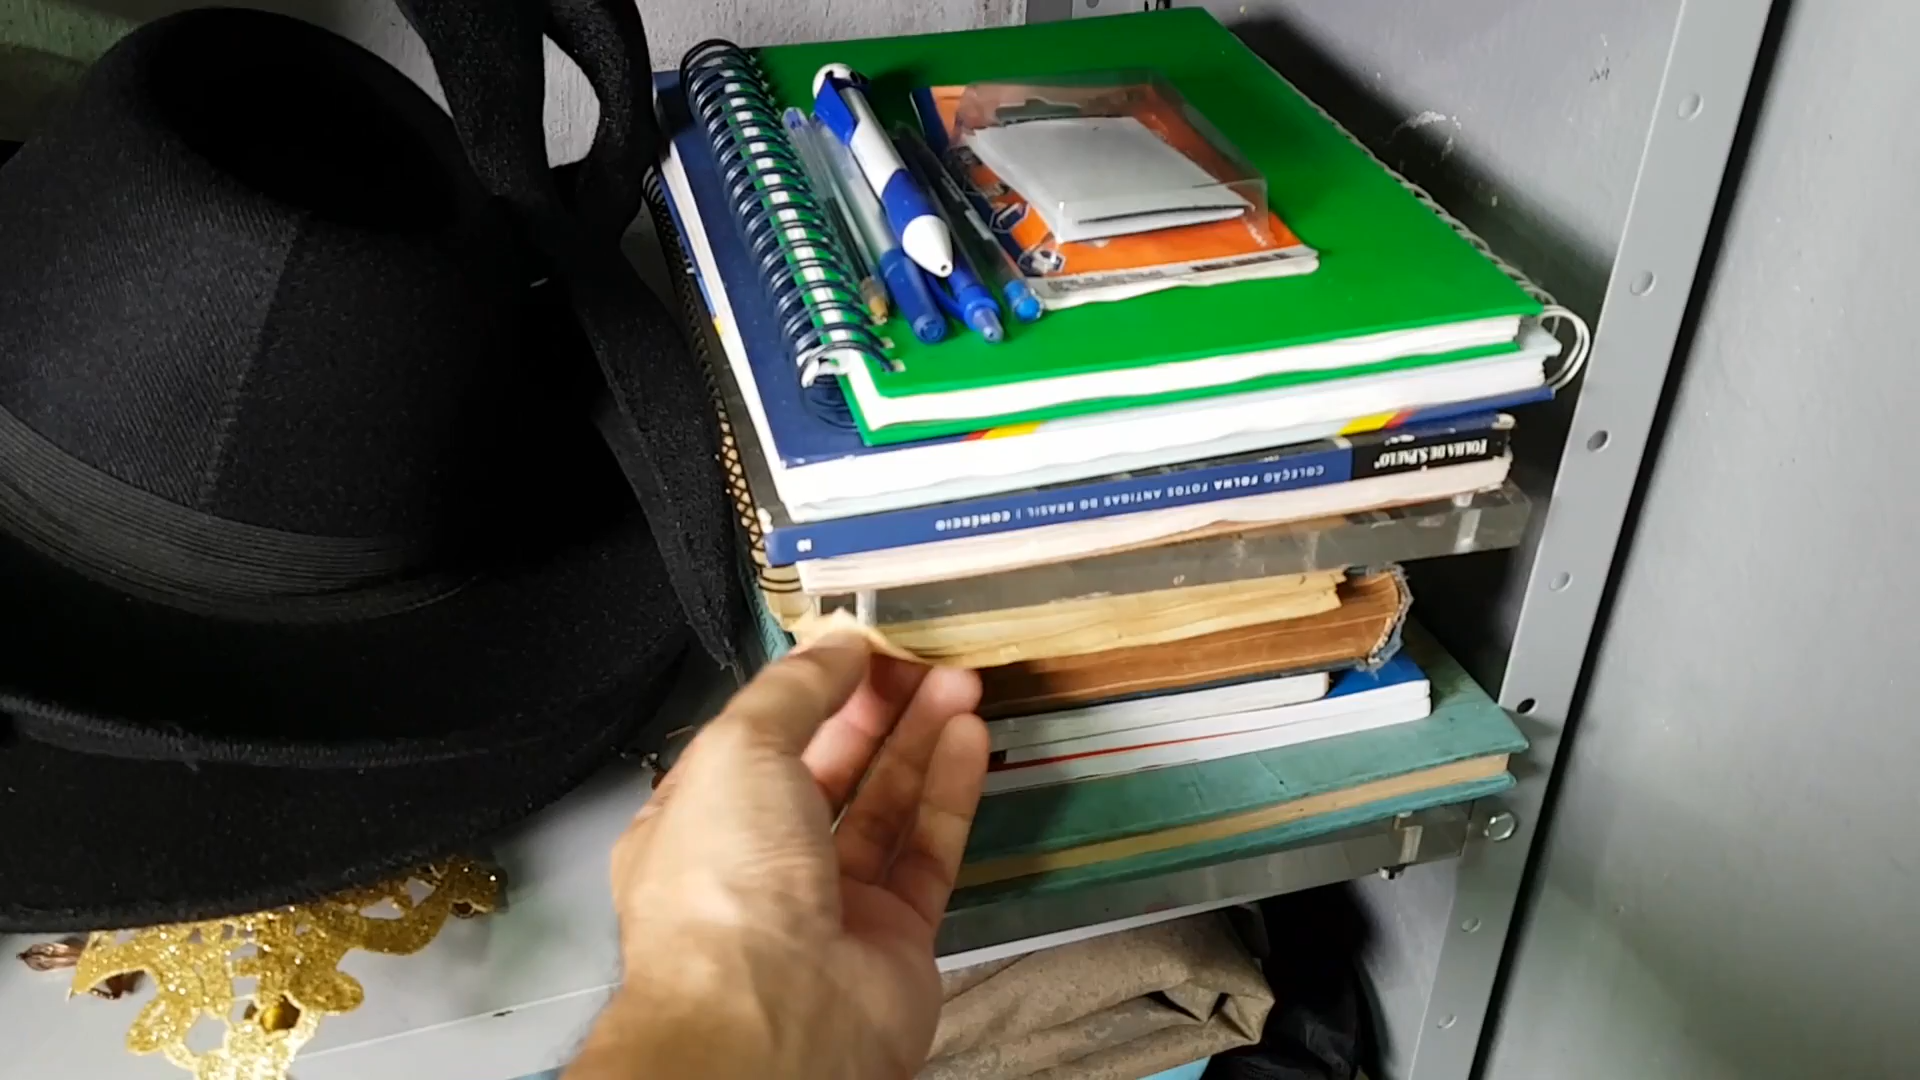 FOLHA DE S.PAULO
COLEÇÃO FOLHA FOTOS ANTIGAS DO BRASIL | COMÉRCIO